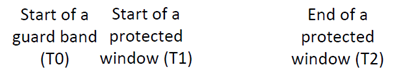 Start of a
guard band
(T0)
Start of a
protected
window (T1)
End of a
protected
window (T2)